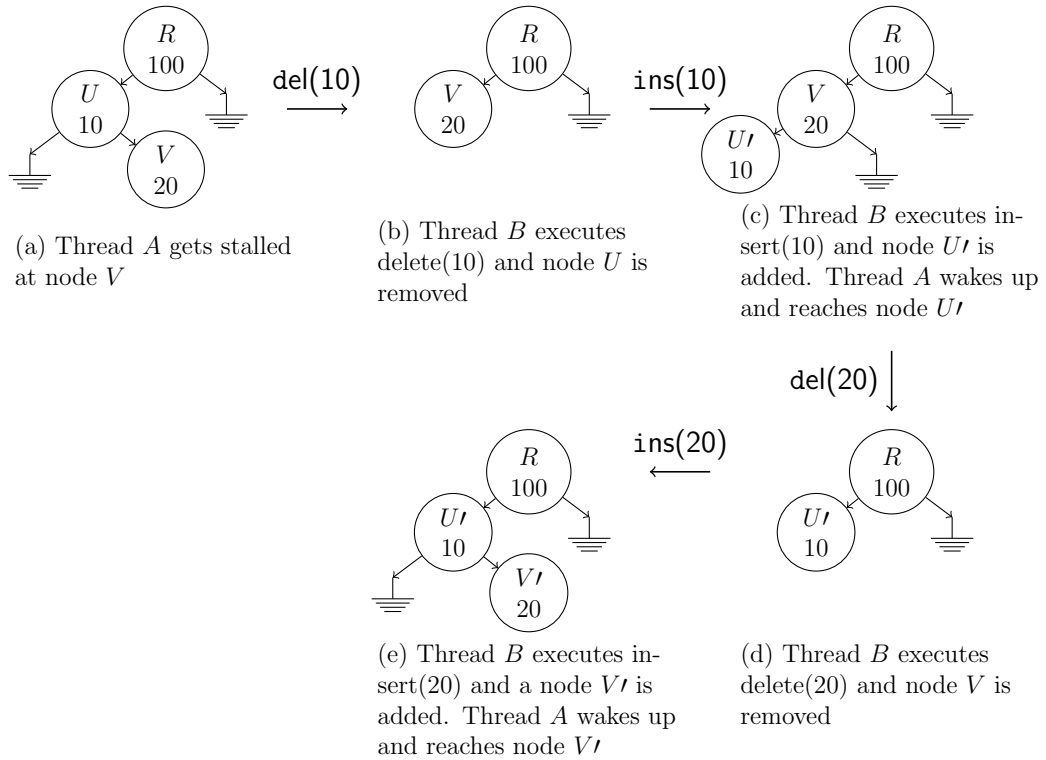 R
100
U
10
V
20
del(10)
R
100
V
20
ins(10)
R
100
V
20
U′
10
(a) Thread A gets stalled
at node V
(b) Thread B executes
delete(10) and node U is
removed
(c) Thread B executes in-
sert(10) and node U′ is
added. Thread A wakes up
and reaches node U′
del(20)
R
100
U′
10
V′
20
ins(20)
R
100
U′
10
(e) Thread B executes in-
sert(20) and a node V′ is
added. Thread A wakes up
and reaches node V′
(d) Thread B executes
delete(20) and node V is
removed